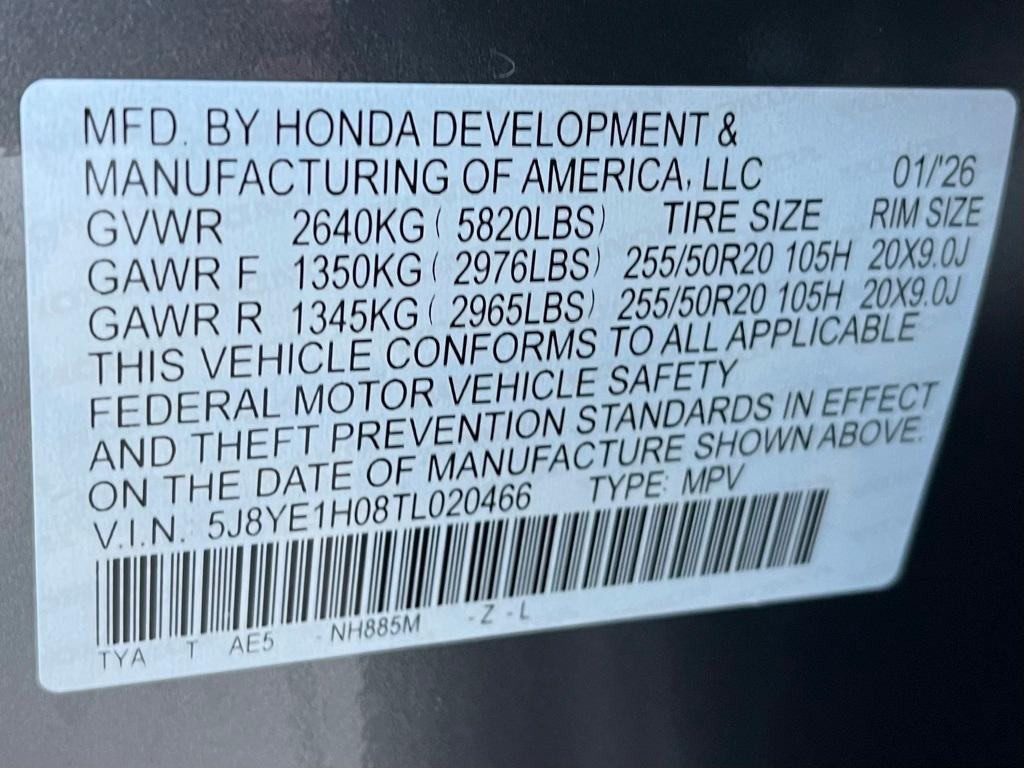 MFD. BY HONDA DEVELOPMENT &
MANUFACTURING OF AMERICA, LLC 01/'26
GVWR 2640KG ( 5820LBS) TIRE SIZE RIM SIZE
GAWR F 1350KG ( 2976LBS) 255/50R20 105H 20X9.0J
GAWR R 1345KG ( 2965LBS) 255/50R20 105H 20X9.0J
THIS VEHICLE CONFORMS TO ALL APPLICABLE
FEDERAL MOTOR VEHICLE SAFETY
AND THEFT PREVENTION STANDARDS IN EFFECT
ON THE DATE OF MANUFACTURE SHOWN ABOVE.
V.I.N.: 5J8YE1H08TL020466 TYPE: MPV
TYA T AE5 - NH885M - Z - L